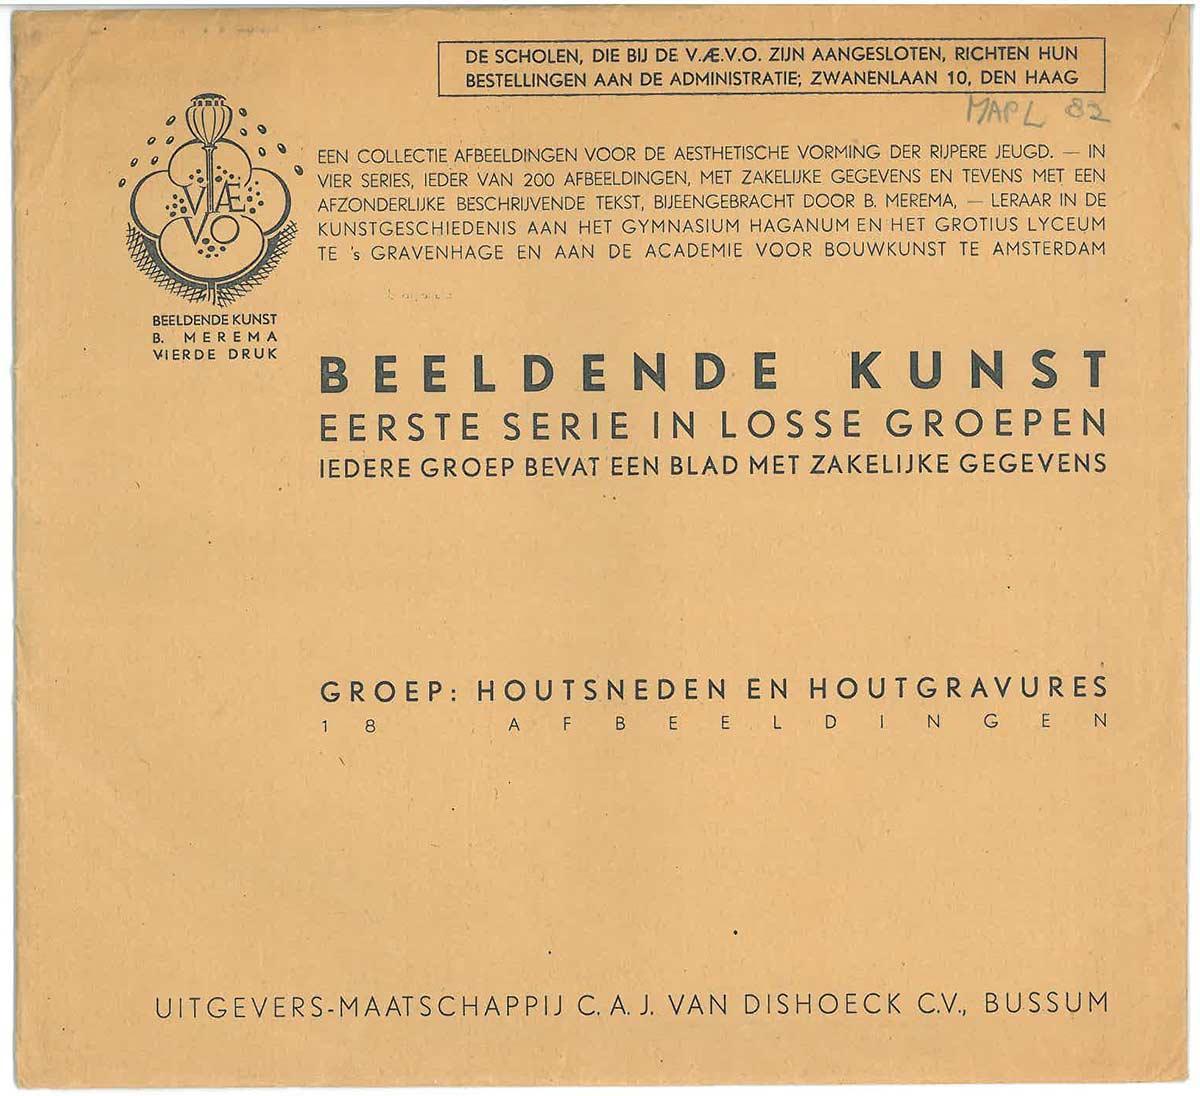 DE SCHOLEN, DIE BIJ DE V.Æ.V.O. ZIJN AANGESLOTEN, RICHTEN HUN
BESTELLINGEN AAN DE ADMINISTRATIE; ZWANENLAAN 10, DEN HAAG
MAPL 82
EEN COLLECTIE AFBEELDINGEN VOOR DE AESTHETISCHE VORMING DER RIJPERE JEUGD. — IN
VIER SERIES, IEDER VAN 200 AFBEELDINGEN, MET ZAKELIJKE GEGEVENS EN TEVENS MET EEN
AFZONDERLIJKE BESCHRIJVENDE TEKST, BIJEENGEBRACHT DOOR B. MEREMA, — LERAAR IN DE
KUNSTGESCHIEDENIS AAN HET GYMNASIUM HAGANUM EN HET GROTIUS LYCEUM
TE 's GRAVENHAGE EN AAN DE ACADEMIE VOOR BOUWKUNST TE AMSTERDAM
V Æ
V O
BEELDENDE KUNST
B. MEREMA
VIERDE DRUK
BEELDENDE KUNST
EERSTE SERIE IN LOSSE GROEPEN
IEDERE GROEP BEVAT EEN BLAD MET ZAKELIJKE GEGEVENS
GROEP: HOUTSNEDEN EN HOUTGRAVURES
18 AFBEELDINGEN
UITGEVERS-MAATSCHAPPIJ C. A. J. VAN DISHOECK C.V., BUSSUM